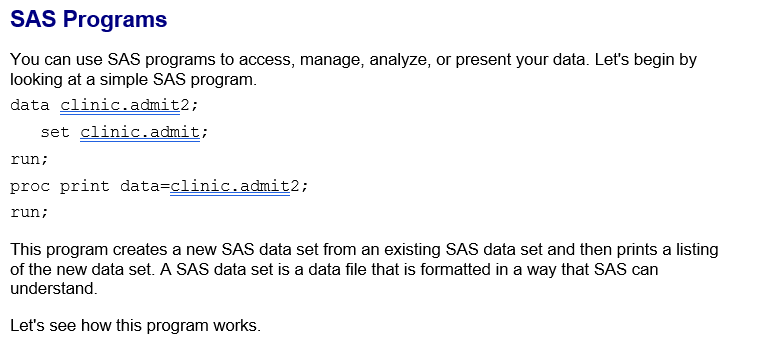 SAS Programs
You can use SAS programs to access, manage, analyze, or present your data. Let's begin by
looking at a simple SAS program.
data clinic.admit2;
   set clinic.admit;
run;
proc print data=clinic.admit2;
run;
This program creates a new SAS data set from an existing SAS data set and then prints a listing
of the new data set. A SAS data set is a data file that is formatted in a way that SAS can
understand.
Let's see how this program works.